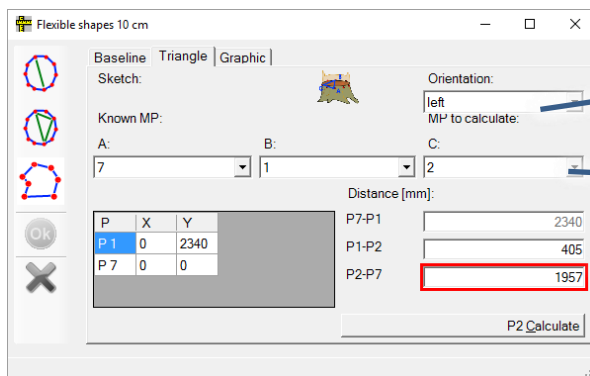 Flexible shapes 10 cm
Baseline Triangle Graphic
Sketch:
Orientation:
left
Known MP:
MP to calculate:
A: B: C:
7 1 2
Distance [mm]:
P7-P1 2340
P X Y
P 1 0 2340
P1-P2 405
P 7 0 0
P2-P7 1957
Ok
P2 Calculate